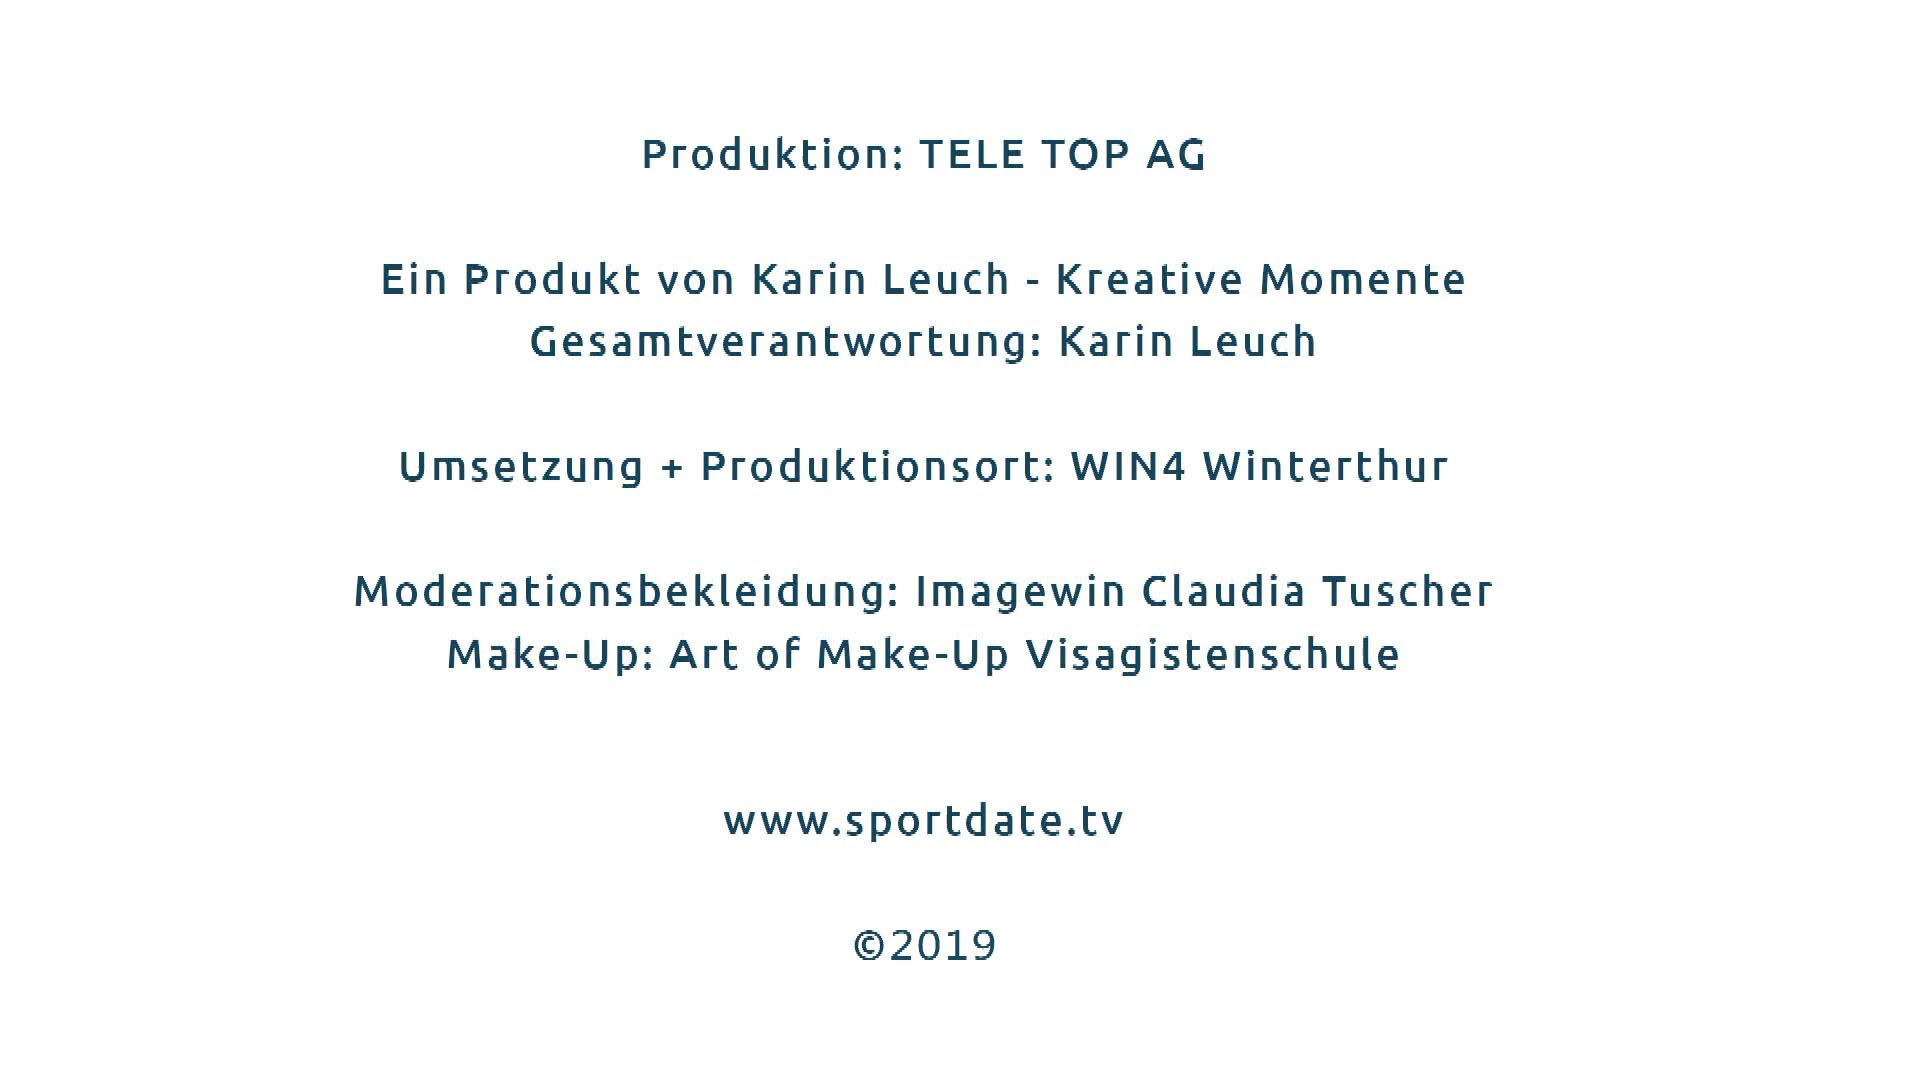 Produktion: TELE TOP AG
Ein Produkt von Karin Leuch - Kreative Momente
Gesamtverantwortung: Karin Leuch
Umsetzung + Produktionsort: WIN4 Winterthur
Moderationsbekleidung: Imagewin Claudia Tuscher
Make-Up: Art of Make-Up Visagistenschule
www.sportdate.tv
©2019